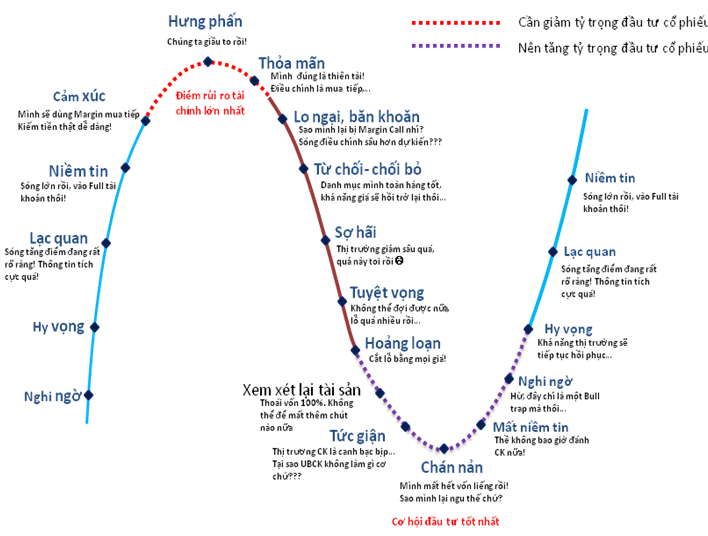 Hưng phấn
Chúng ta giàu to rồi!
Cần giảm tỷ trọng đầu tư cổ phiếu
Nên tăng tỷ trọng đầu tư cổ phiếu
Thỏa mãn
Mình đúng là thiên tài!
Điều chỉnh là mua tiếp...
Điểm rủi ro tài
chính lớn nhất
Cảm xúc
Mình sẽ dùng Margin mua tiếp
Kiếm tiền thật dễ dàng!
Lo ngại, băn khoăn
Sao mình lại bị Margin Call nhỉ?
Sóng điều chỉnh sâu hơn dự kiến???
Niềm tin
Sóng lớn rồi, vào Full tài
khoản thôi!
Từ chối- chối bỏ
Danh mục mình toàn hàng tốt,
khả năng giá sẽ hồi trở lại thôi...
Lạc quan
Sóng tăng điểm đang rất
rõ ràng! Thông tin tích
cực quá!
Sợ hãi
Thị trường giảm sâu quá,
quả này toi rồi
Tuyệt vọng
Không thể đợi được nữa,
lỗ quá nhiều rồi...
Hy vọng
Hoảng loạn
Cắt lỗ bằng mọi giá!
Nghi ngờ
Xem xét lại tài sản
Thoái vốn 100%. Không
thể để mất thêm chút
nào nữa
Tức giận
Thị trường CK là canh bạc bịp...
Tại sao UBCK không làm gì cơ
chứ???
Chán nản
Mình mất hết vốn liếng rồi!
Sao mình lại ngu thế chứ?
Cơ hội đầu tư tốt nhất
Mất niềm tin
Thề không bao giờ đánh
CK nữa!
Nghi ngờ
Hừ, đấy chỉ là một Bull
trap mà thôi...
Hy vọng
Khả năng thị trường sẽ
tiếp tục hồi phục...
Lạc quan
Sóng tăng điểm đang rất
rõ ràng! Thông tin tích
cực quá!
Niềm tin
Sóng lớn rồi, vào Full tài
khoản thôi!